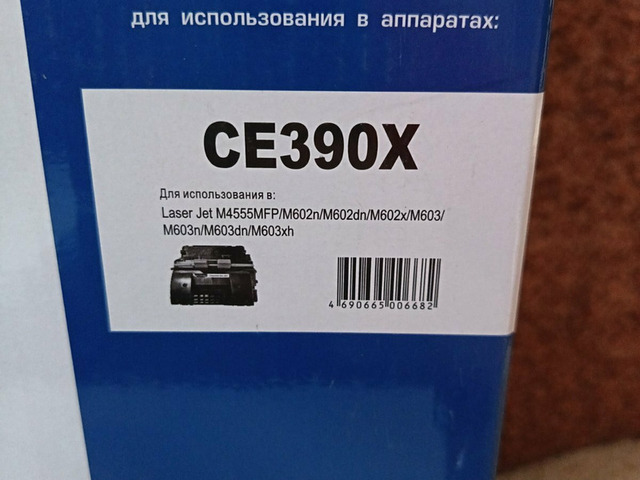 для использования в аппаратах:
CE390X
Для использования в:
Laser Jet M4555MFP/M602n/M602dn/M602x/M603/
M603n/M603dn/M603xh
4 690665 006682